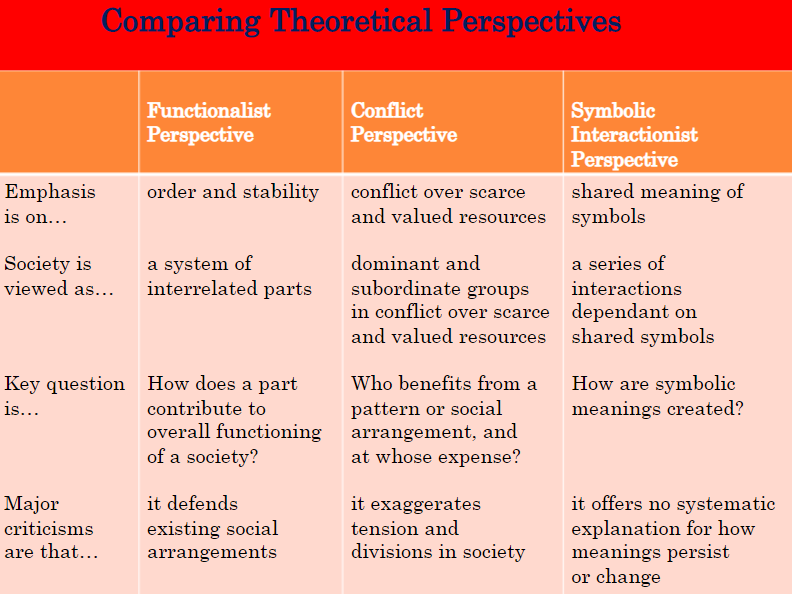 Comparing Theoretical Perspectives
Functionalist
Perspective
Conflict
Perspective
Symbolic
Interactionist
Perspective
Emphasis
is on…
order and stability
conflict over scarce
and valued resources
shared meaning of
symbols
Society is
viewed as…
a system of
interrelated parts
dominant and
subordinate groups
in conflict over scarce
and valued resources
a series of
interactions
dependant on
shared symbols
Key question
is…
How does a part
contribute to
overall functioning
of a society?
Who benefits from a
pattern or social
arrangement, and
at whose expense?
How are symbolic
meanings created?
Major
criticisms
are that…
it defends
existing social
arrangements
it exaggerates
tension and
divisions in society
it offers no systematic
explanation for how
meanings persist
or change